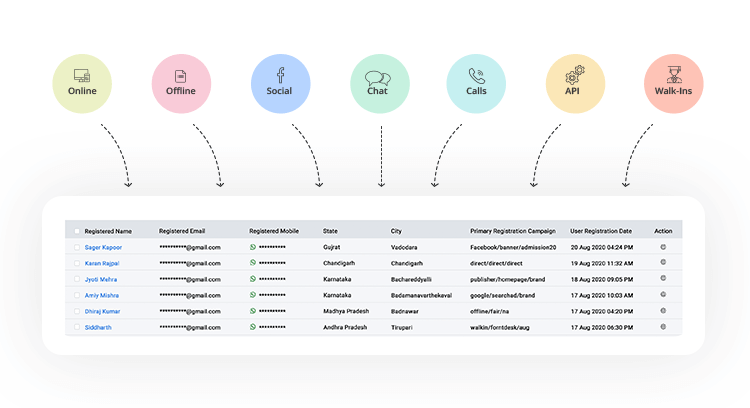 Online Offline Social Chat Calls API Walk-Ins
Registered Name Registered Email Registered Mobile State City Primary Registration Campaign User Registration Date Action
Sager Kapoor **********@gmail.com ********** Gujrat Vadodara Facebook/banner/admission20 20 Aug 2020 04:24 PM
Karan Rajpal **********@gmail.com ********** Chandigarh Chandigarh direct/direct/direct 19 Aug 2020 11:32 AM
Jyoti Mehra **********@gmail.com ********** Karnataka Bachareddyalli publisher/homepage/brand 18 Aug 2020 09:05 PM
Amiy Mishra **********@gmail.com ********** Karnataka Badamanavarthekaval google/searchad/brand 17 Aug 2020 10:03 AM
Dhiraj Kumar **********@gmail.com ********** Madhya Pradesh Badnawar offline/fair/na 17 Aug 2020 04:20 PM
Siddharth **********@gmail.com ********** Andhra Pradesh Tirupari walkin/forntdesk/aug 17 Aug 2020 06:30 PM